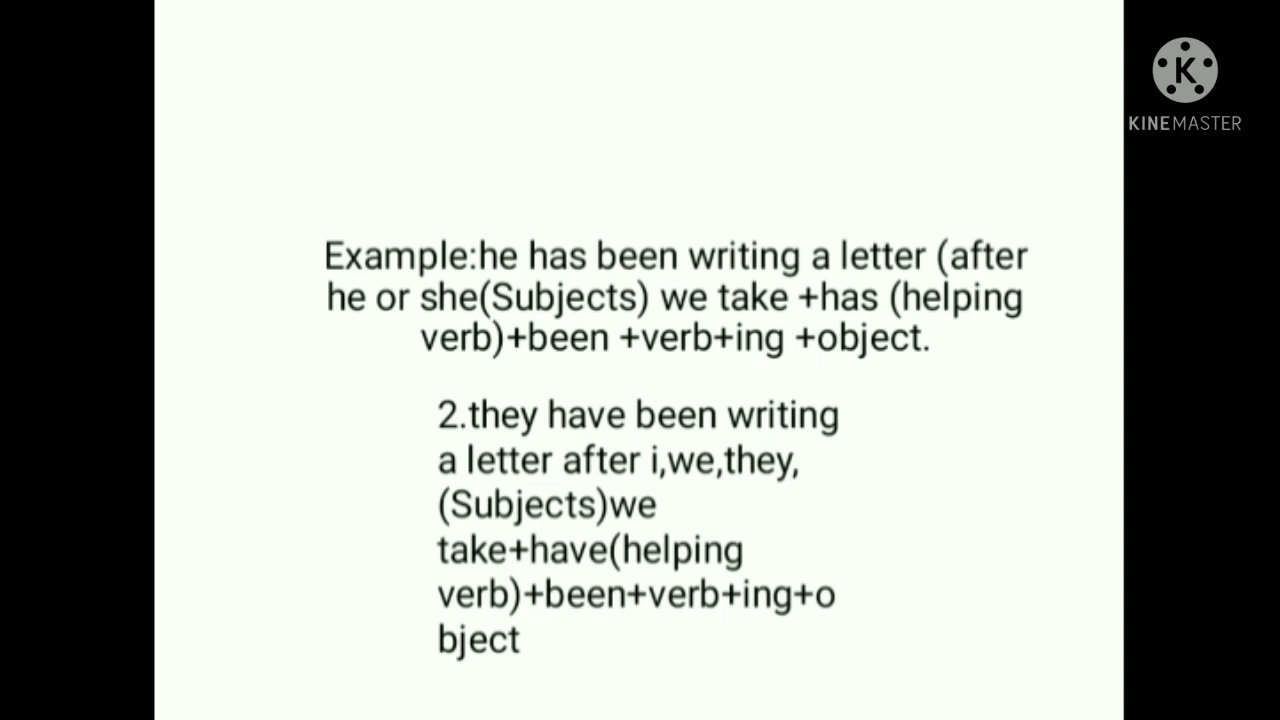 KINEMASTER
Example:he has been writing a letter (after
he or she(Subjects) we take +has (helping
verb)+been +verb+ing +object.
2.they have been writing
a letter after i,we,they,
(Subjects)we
take+have(helping
verb)+been+verb+ing+o
bject